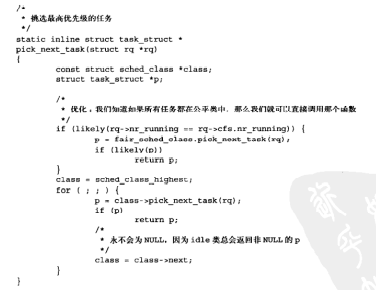 /*
* 挑选最高优先级的任务
*/
static inline struct task_struct *
pick_next_task(struct rq *rq)
{
const struct sched_class *class;
struct task_struct *p;
/*
* 优化：我们知道如果所有任务都在公平类中，那么我们就可以直接调用那个函数
*/
if (likely(rq->nr_running == rq->cfs.nr_running)) {
p = fair_sched_class.pick_next_task(rq);
if (likely(p))
return p;
}
class = sched_class_highest;
for ( ; ; ) {
p = class->pick_next_task(rq);
if (p)
return p;
/*
* 永不会为NULL，因为 idle 类总会返回非 NULL 的 p
*/
class = class->next;
}
}